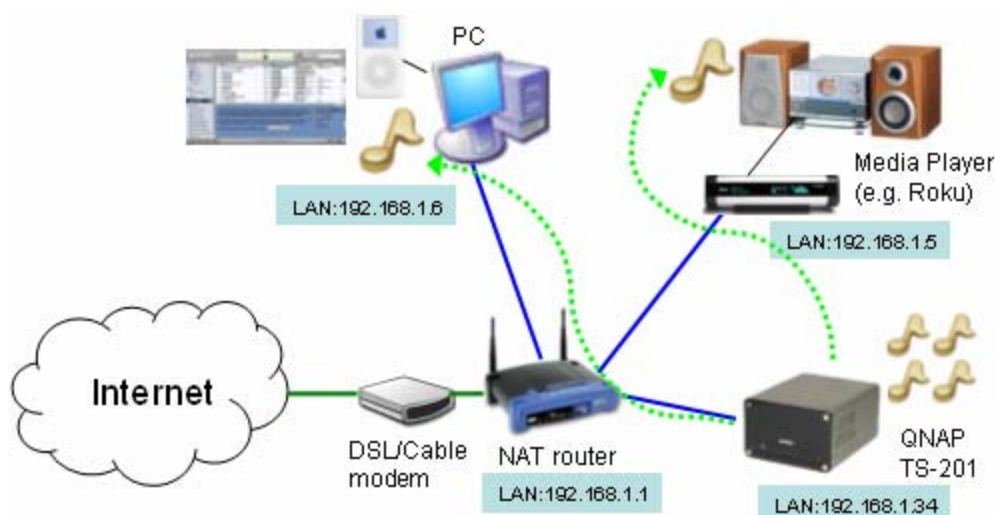 PC
LAN:192.168.1.6
Media Player
(e.g. Roku)
LAN:192.168.1.5
Internet
DSL/Cable
modem
NAT router
LAN:192.168.1.1
QNAP
TS-201
LAN:192.168.1.34